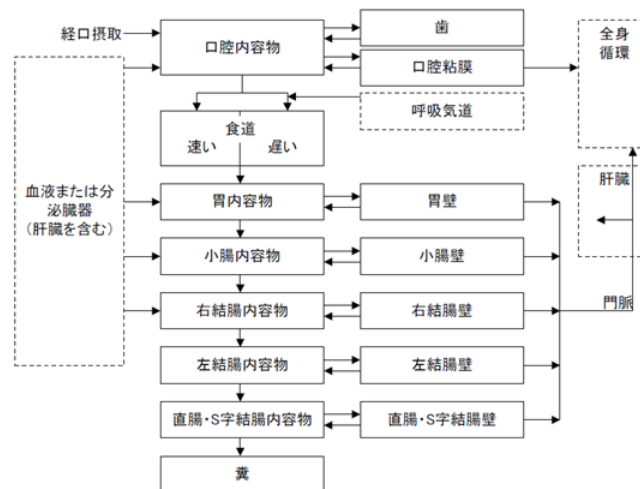 経口摂取
口腔内容物
歯
口腔粘膜
全身
循環
呼吸気道
食道
速い 遅い
血液または分
泌臓器
(肝臓を含む)
胃内容物
胃壁
肝臓
小腸内容物
小腸壁
右結腸内容物
右結腸壁
門脈
左結腸内容物
左結腸壁
直腸・S字結腸内容物
直腸・S字結腸壁
糞